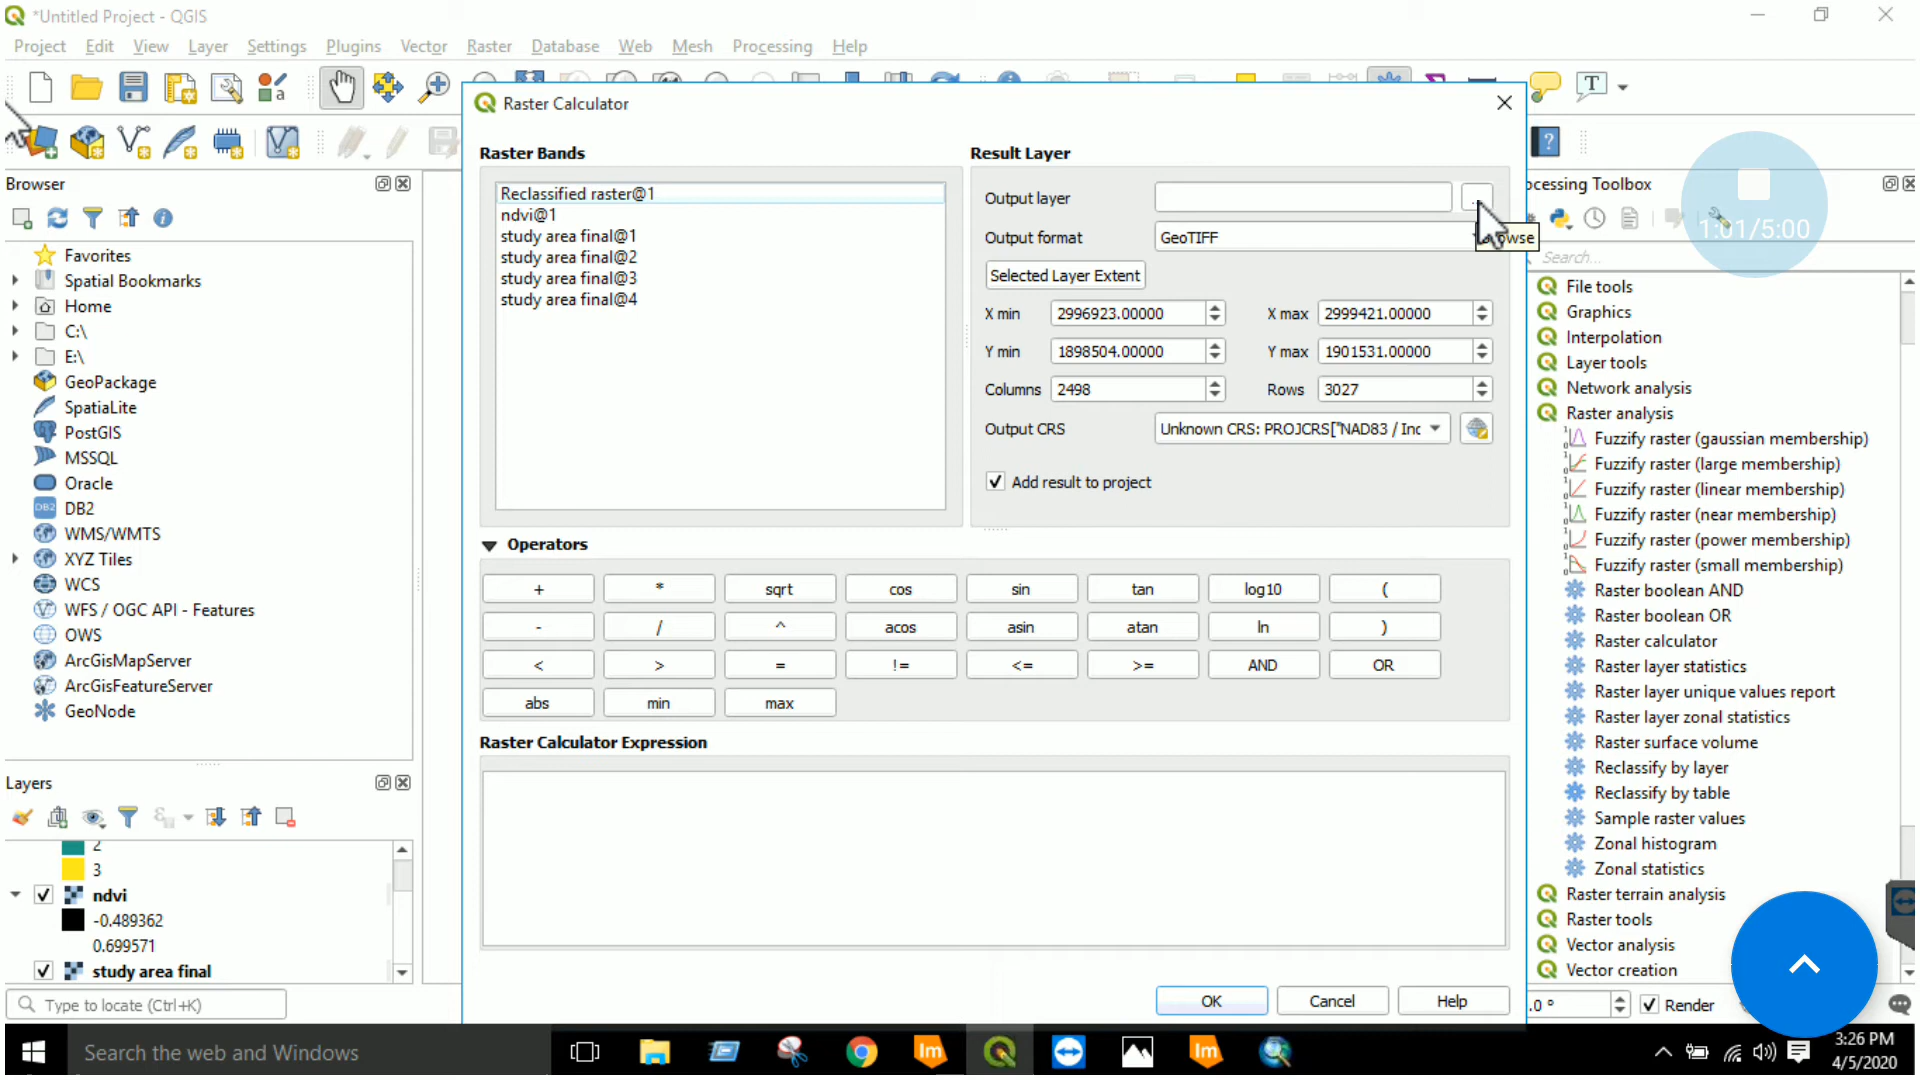 *Untitled Project - QGIS
Project Edit View Layer Settings Plugins Vector Raster Database Web Mesh Processing Help
Raster Calculator
Raster Bands
Reclassified raster@1
ndvi@1
study area final@1
study area final@2
study area final@3
study area final@4
Result Layer
Output layer
Output format GeoTIFF
Selected Layer Extent
X min 2996923.00000 X max 2999421.00000
Y min 1898504.00000 Y max 1901531.00000
Columns 2498 Rows 3027
Output CRS Unknown CRS: PROJCRS["NAD83 / Inc
Add result to project
Operators
+ * sqrt cos sin tan log10 (
- / ^ acos asin atan ln )
< > = != <= >= AND OR
abs min max
Raster Calculator Expression
OK Cancel Help
Browser
Favorites
Spatial Bookmarks
Home
C:\
E:\
GeoPackage
SpatiaLite
PostGIS
MSSQL
Oracle
DB2
WMS/WMTS
XYZ Tiles
WCS
WFS / OGC API - Features
OWS
ArcGisMapServer
ArcGisFeatureServer
GeoNode
Layers
2
3
ndvi
-0.489362
0.699571
study area final
Type to locate (Ctrl+K)
cessing Toolbox
1:01/5:00
Search...
File tools
Graphics
Interpolation
Layer tools
Network analysis
Raster analysis
Fuzzify raster (gaussian membership)
Fuzzify raster (large membership)
Fuzzify raster (linear membership)
Fuzzify raster (near membership)
Fuzzify raster (power membership)
Fuzzify raster (small membership)
Raster boolean AND
Raster boolean OR
Raster calculator
Raster layer statistics
Raster layer unique values report
Raster layer zonal statistics
Raster surface volume
Reclassify by layer
Reclassify by table
Sample raster values
Zonal histogram
Zonal statistics
Raster terrain analysis
Raster tools
Vector analysis
Vector creation
.0 ° Render
Search the web and Windows
3:26 PM
4/5/2020